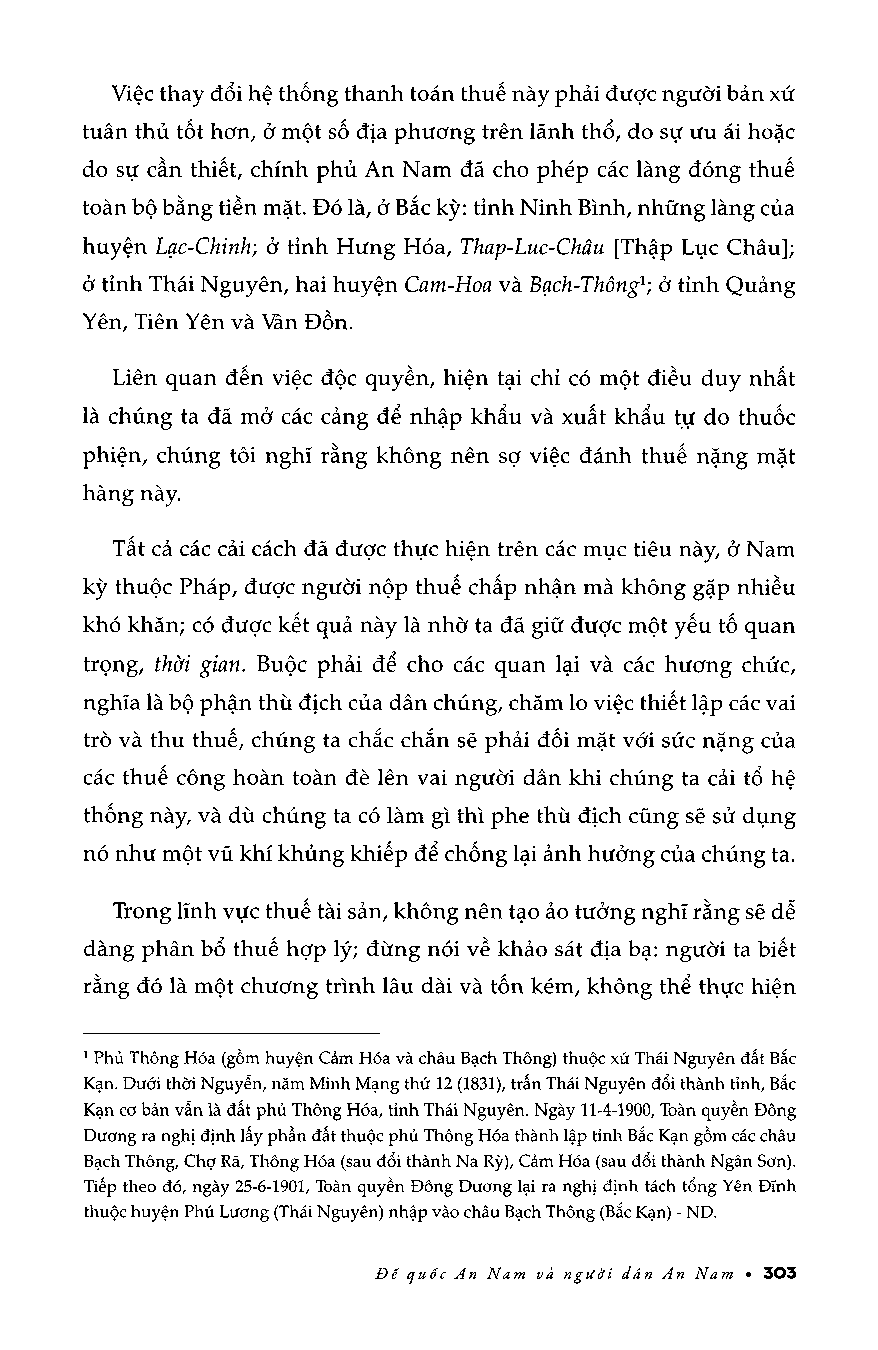 Việc thay đổi hệ thống thanh toán thuế này phải được người bản xứ
tuân thủ tốt hơn, ở một số địa phương trên lãnh thổ, do sự ưu ái hoặc
do sự cần thiết, chính phủ An Nam đã cho phép các làng đóng thuế
toàn bộ bằng tiền mặt. Đó là, ở Bắc kỳ: tỉnh Ninh Bình, những làng của
huyện Lạc-Chinh; ở tỉnh Hưng Hóa, Thap-Luc-Châu [Thập Lục Châu];
ở tỉnh Thái Nguyên, hai huyện Cam-Hoa và Bạch-Thông¹; ở tỉnh Quảng
Yên, Tiên Yên và Vân Đồn.
Liên quan đến việc độc quyền, hiện tại chỉ có một điều duy nhất
là chúng ta đã mở các cảng để nhập khẩu và xuất khẩu tự do thuốc
phiện, chúng tôi nghĩ rằng không nên sợ việc đánh thuế nặng mặt
hàng này.
Tất cả các cải cách đã được thực hiện trên các mục tiêu này, ở Nam
kỳ thuộc Pháp, được người nộp thuế chấp nhận mà không gặp nhiều
khó khăn; có được kết quả này là nhờ ta đã giữ được một yếu tố quan
trọng, thời gian. Buộc phải để cho các quan lại và các hương chức,
nghĩa là bộ phận thù địch của dân chúng, chăm lo việc thiết lập các vai
trò và thu thuế, chúng ta chắc chắn sẽ phải đối mặt với sức nặng của
các thuế công hoàn toàn đè lên vai người dân khi chúng ta cải tổ hệ
thống này, và dù chúng ta có làm gì thì phe thù địch cũng sẽ sử dụng
nó như một vũ khí khủng khiếp để chống lại ảnh hưởng của chúng ta.
Trong lĩnh vực thuế tài sản, không nên tạo ảo tưởng nghĩ rằng sẽ dễ
dàng phân bổ thuế hợp lý; đừng nói về khảo sát địa bạ: người ta biết
rằng đó là một chương trình lâu dài và tốn kém, không thể thực hiện
¹ Phủ Thông Hóa (gồm huyện Cảm Hóa và châu Bạch Thông) thuộc xứ Thái Nguyên đất Bắc
Kạn. Dưới thời Nguyễn, năm Minh Mạng thứ 12 (1831), trấn Thái Nguyên đổi thành tỉnh, Bắc
Kạn cơ bản vẫn là đất phủ Thông Hóa, tỉnh Thái Nguyên. Ngày 11-4-1900, Toàn quyền Đông
Dương ra nghị định lấy phần đất thuộc phủ Thông Hóa thành lập tỉnh Bắc Kạn gồm các châu
Bạch Thông, Chợ Rã, Thông Hóa (sau đổi thành Na Rỳ), Cảm Hóa (sau đổi thành Ngân Sơn).
Tiếp theo đó, ngày 25-6-1901, Toàn quyền Đông Dương lại ra nghị định tách tổng Yên Đĩnh
thuộc huyện Phú Lương (Thái Nguyên) nhập vào châu Bạch Thông (Bắc Kạn) - ND.
Đế quốc An Nam và người dân An Nam • 303